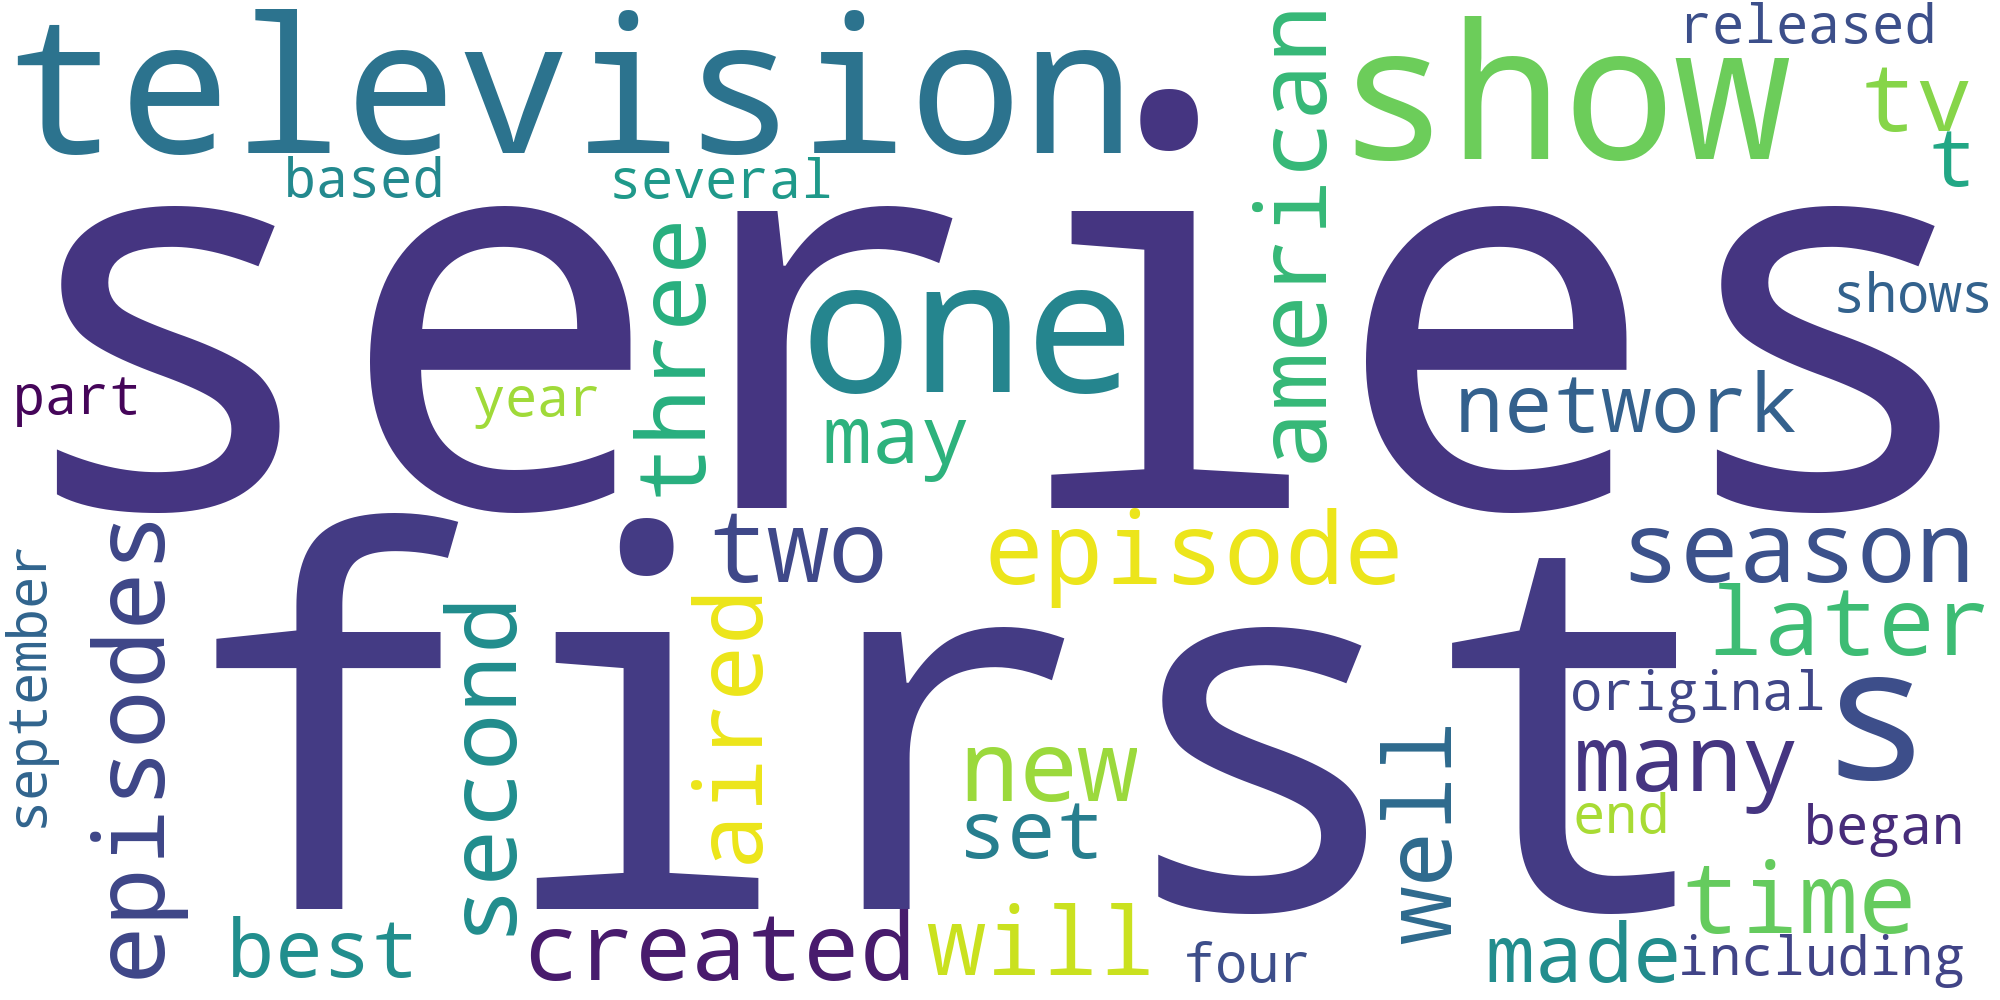 television
show
released
tv
t
american
based
several
series
three
one
shows
part
year
may
network
first
two
episode
season
september
episodes
second
aired
later
original
s
new
many
set
well
end
began
time
best
created
will
four
made
including